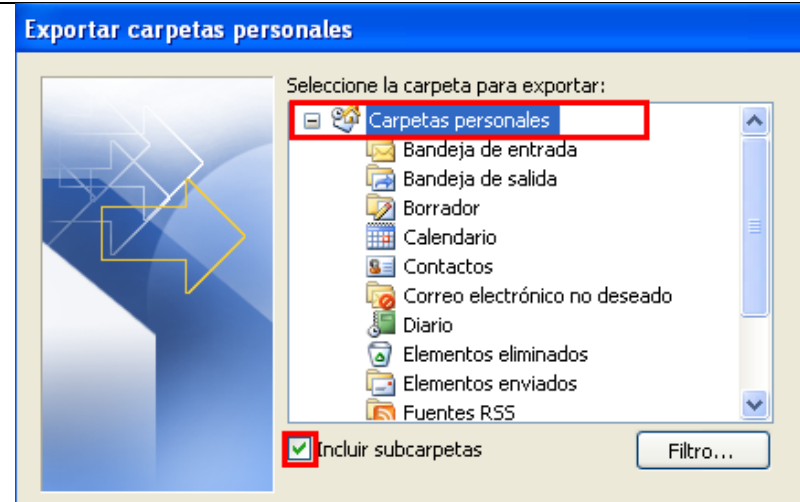 Exportar carpetas personales
Seleccione la carpeta para exportar:
Carpetas personales
Bandeja de entrada
Bandeja de salida
Borrador
Calendario
Contactos
Correo electrónico no deseado
Diario
Elementos eliminados
Elementos enviados
Fuentes RSS
Incluir subcarpetas
Filtro...